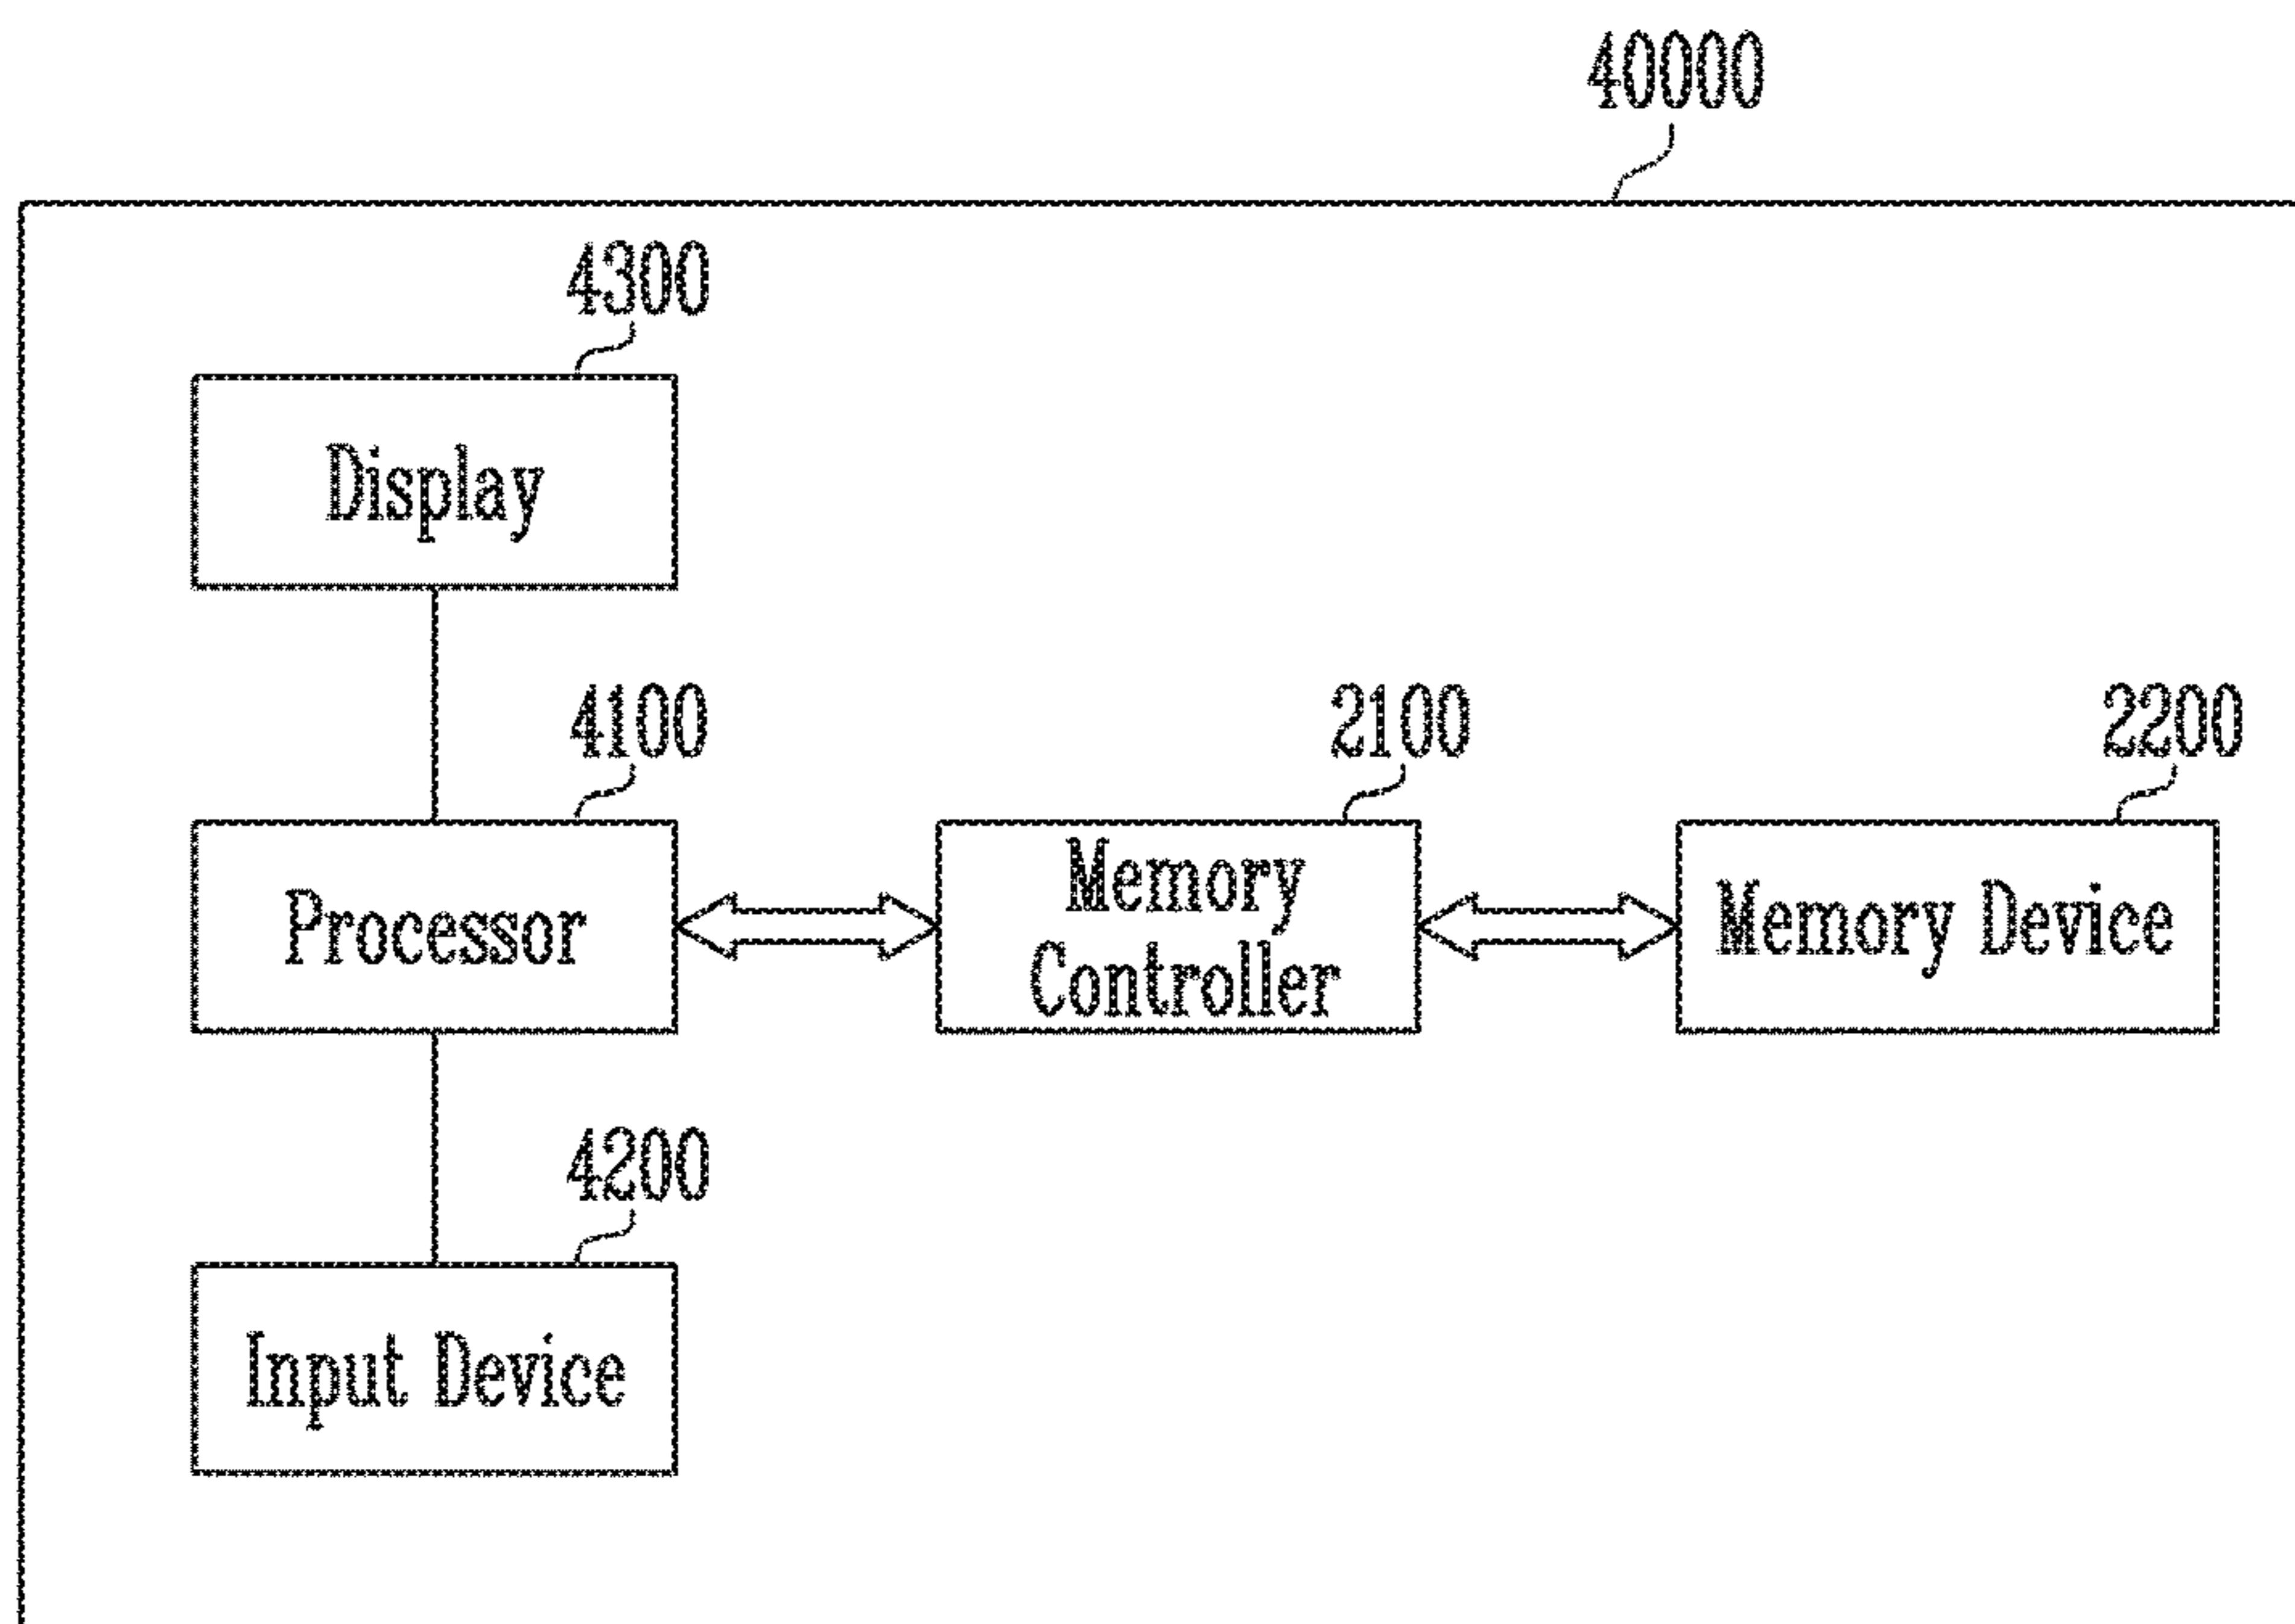 40000
4300
Display
4100
2100
2200
Processor
Memory
Controller
Memory Device
4200
Input Device